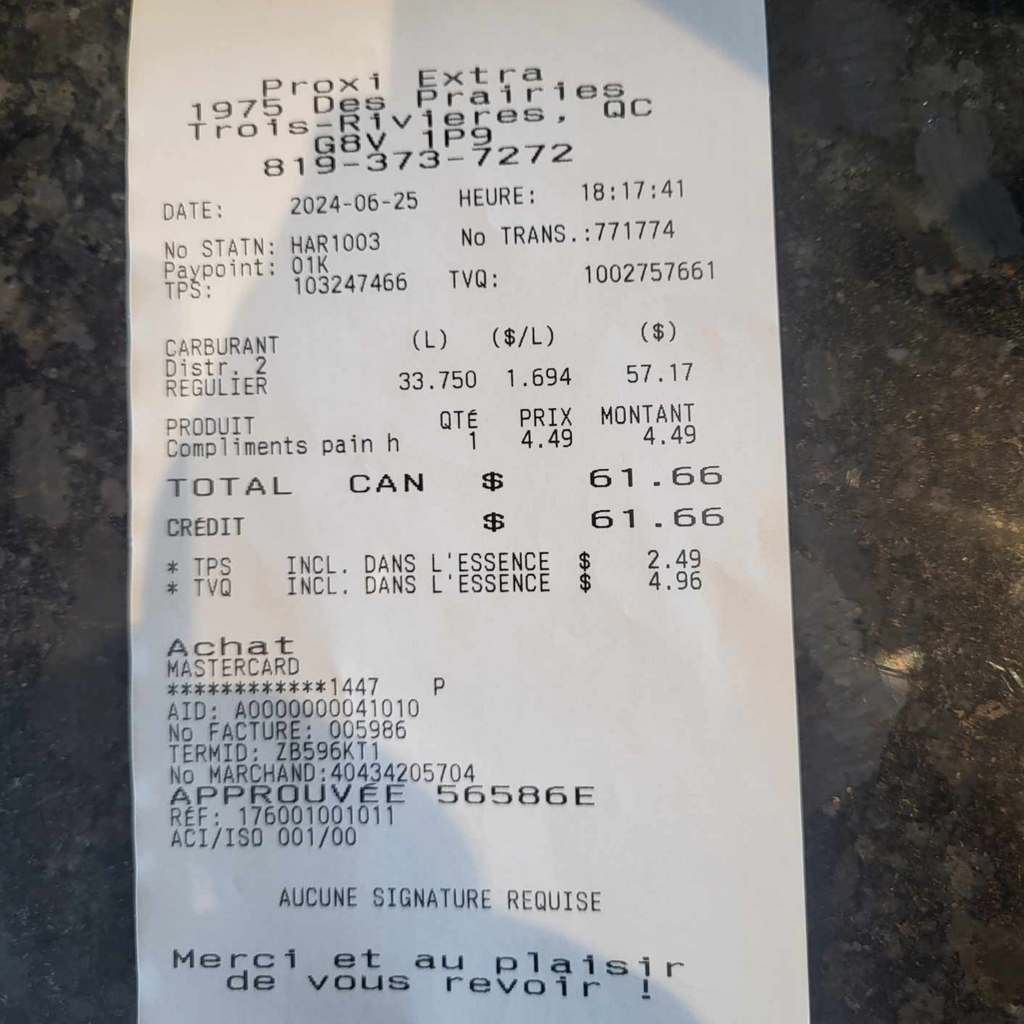 Proxi Extra
1975 Des Prairies
Trois-Rivieres, QC
G8V 1P9
819-373-7272
DATE: 2024-06-25 HEURE: 18:17:41
No STATN: HAR1003 No TRANS.:771774
Paypoint: 01K
TPS: 103247466 TVQ: 1002757661
CARBURANT (L) ($/L) ($)
Distr. 2
REGULIER 33.750 1.694 57.17
PRODUIT QTÉ PRIX MONTANT
Compliments pain h 1 4.49 4.49
TOTAL CAN $ 61.66
CRÉDIT $ 61.66
* TPS INCL. DANS L'ESSENCE $ 2.49
* TVQ INCL. DANS L'ESSENCE $ 4.96
Achat
MASTERCARD
************1447 P
AID: A0000000041010
No FACTURE: 005986
TERMID: ZB596KT1
No MARCHAND:40434205704
APPROUVÉE 56586E
RÉF: 176001001011
ACI/ISO 001/00
AUCUNE SIGNATURE REQUISE
Merci et au plaisir
de vous revoir !